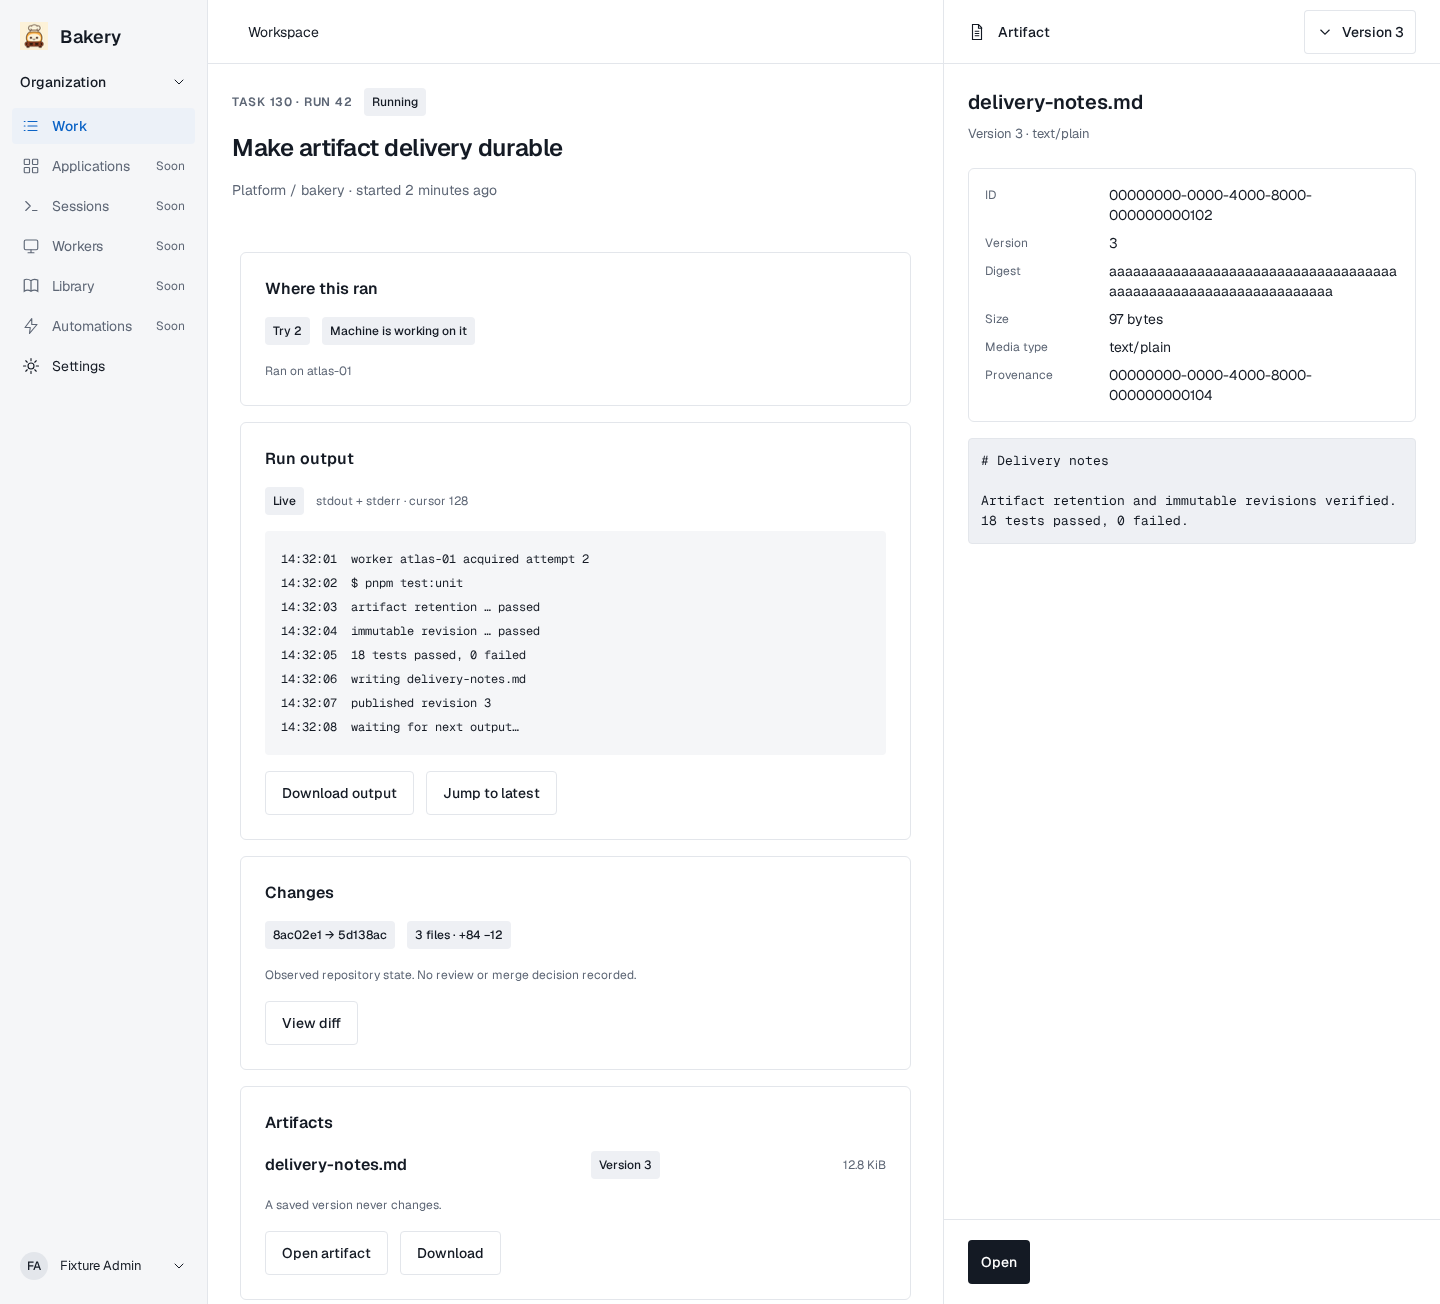 Bakery
Organization
Work
Applications Soon
Sessions Soon
Workers Soon
Library Soon
Automations Soon
Settings
FA Fixture Admin
Workspace
TASK 130 · RUN 42 Running
Make artifact delivery durable
Platform / bakery · started 2 minutes ago
Where this ran
Try 2 Machine is working on it
Ran on atlas-01
Run output
Live stdout + stderr · cursor 128
14:32:01 worker atlas-01 acquired attempt 2
14:32:02 $ pnpm test:unit
14:32:03 artifact retention … passed
14:32:04 immutable revision … passed
14:32:05 18 tests passed, 0 failed
14:32:06 writing delivery-notes.md
14:32:07 published revision 3
14:32:08 waiting for next output…
Download output Jump to latest
Changes
8ac02e1 → 5d138ac 3 files · +84 −12
Observed repository state. No review or merge decision recorded.
View diff
Artifacts
delivery-notes.md Version 3 12.8 KiB
A saved version never changes.
Open artifact Download
Artifact Version 3
delivery-notes.md
Version 3 · text/plain
ID 00000000-0000-4000-8000-
000000000102
Version 3
Digest aaaaaaaaaaaaaaaaaaaaaaaaaaaaaaaaaaaa
aaaaaaaaaaaaaaaaaaaaaaaaaaaa
Size 97 bytes
Media type text/plain
Provenance 00000000-0000-4000-8000-
000000000104
# Delivery notes
Artifact retention and immutable revisions verified.
18 tests passed, 0 failed.
Open